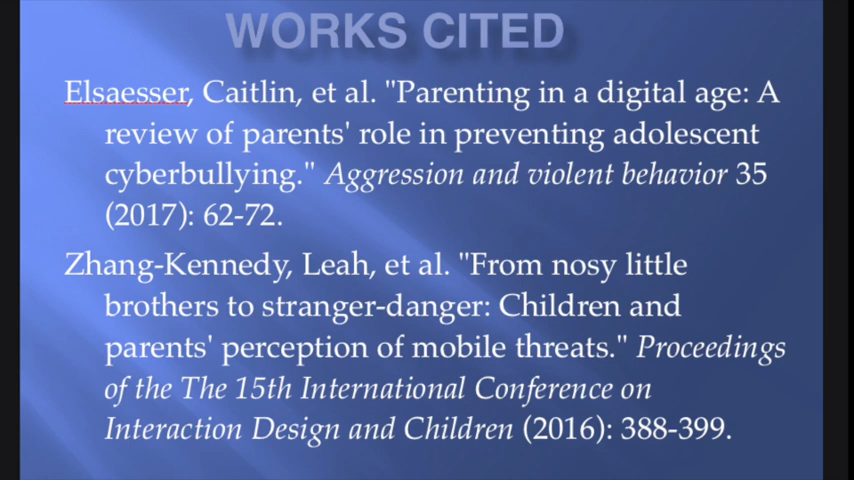 WORKS CITED
Elsaesser, Caitlin, et al. "Parenting in a digital age: A
review of parents' role in preventing adolescent
cyberbullying." Aggression and violent behavior 35
(2017): 62-72.
Zhang-Kennedy, Leah, et al. "From nosy little
brothers to stranger-danger: Children and
parents' perception of mobile threats." Proceedings
of the The 15th International Conference on
Interaction Design and Children (2016): 388-399.